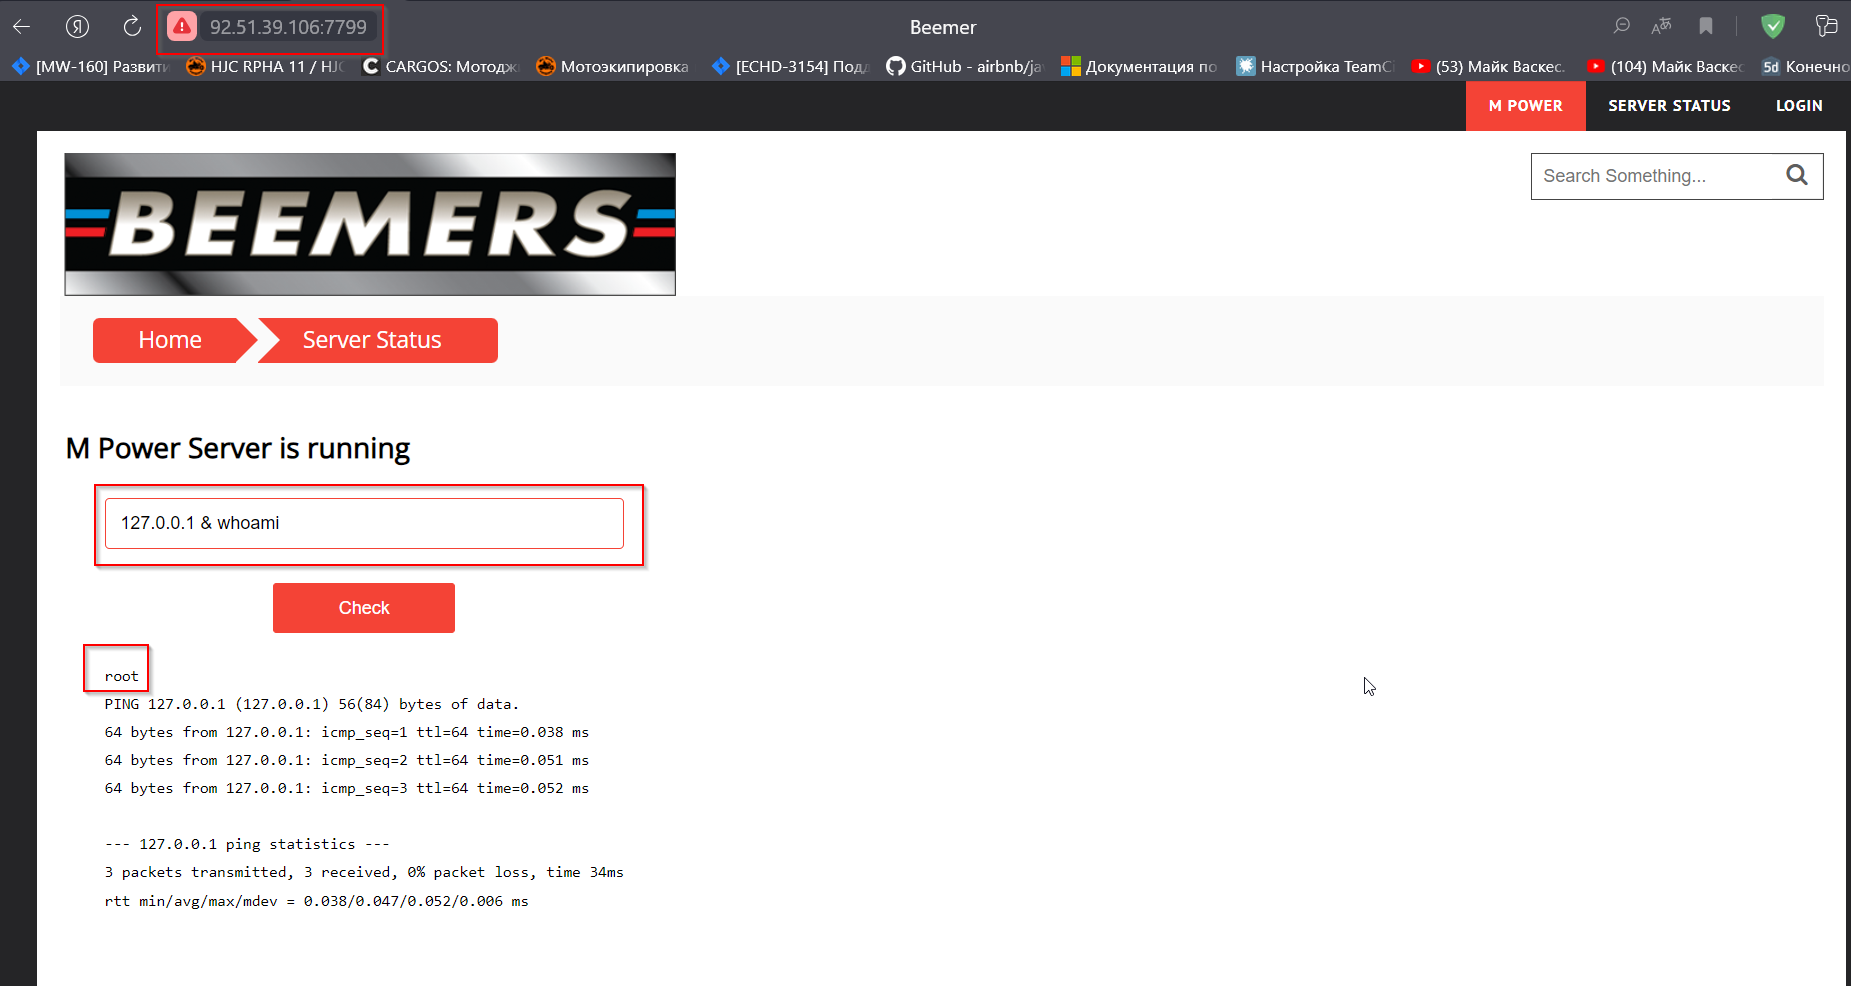 92.51.39.106:7799
Beemer
[MW-160] Развити
HJC RPHA 11 / HJC
CARGOS: Мотодж
Мотоэкипировка
[ECHD-3154] Подд
GitHub - airbnb/ja
Документация по
Настройка TeamCi
(53) Майк Васкес.
(104) Майк Васкес
5d Конечно
M POWER
SERVER STATUS
LOGIN
BEEMERS
Search Something...
Home
Server Status
M Power Server is running
127.0.0.1 & whoami
Check
root
PING 127.0.0.1 (127.0.0.1) 56(84) bytes of data.
64 bytes from 127.0.0.1: icmp_seq=1 ttl=64 time=0.038 ms
64 bytes from 127.0.0.1: icmp_seq=2 ttl=64 time=0.051 ms
64 bytes from 127.0.0.1: icmp_seq=3 ttl=64 time=0.052 ms
--- 127.0.0.1 ping statistics ---
3 packets transmitted, 3 received, 0% packet loss, time 34ms
rtt min/avg/max/mdev = 0.038/0.047/0.052/0.006 ms